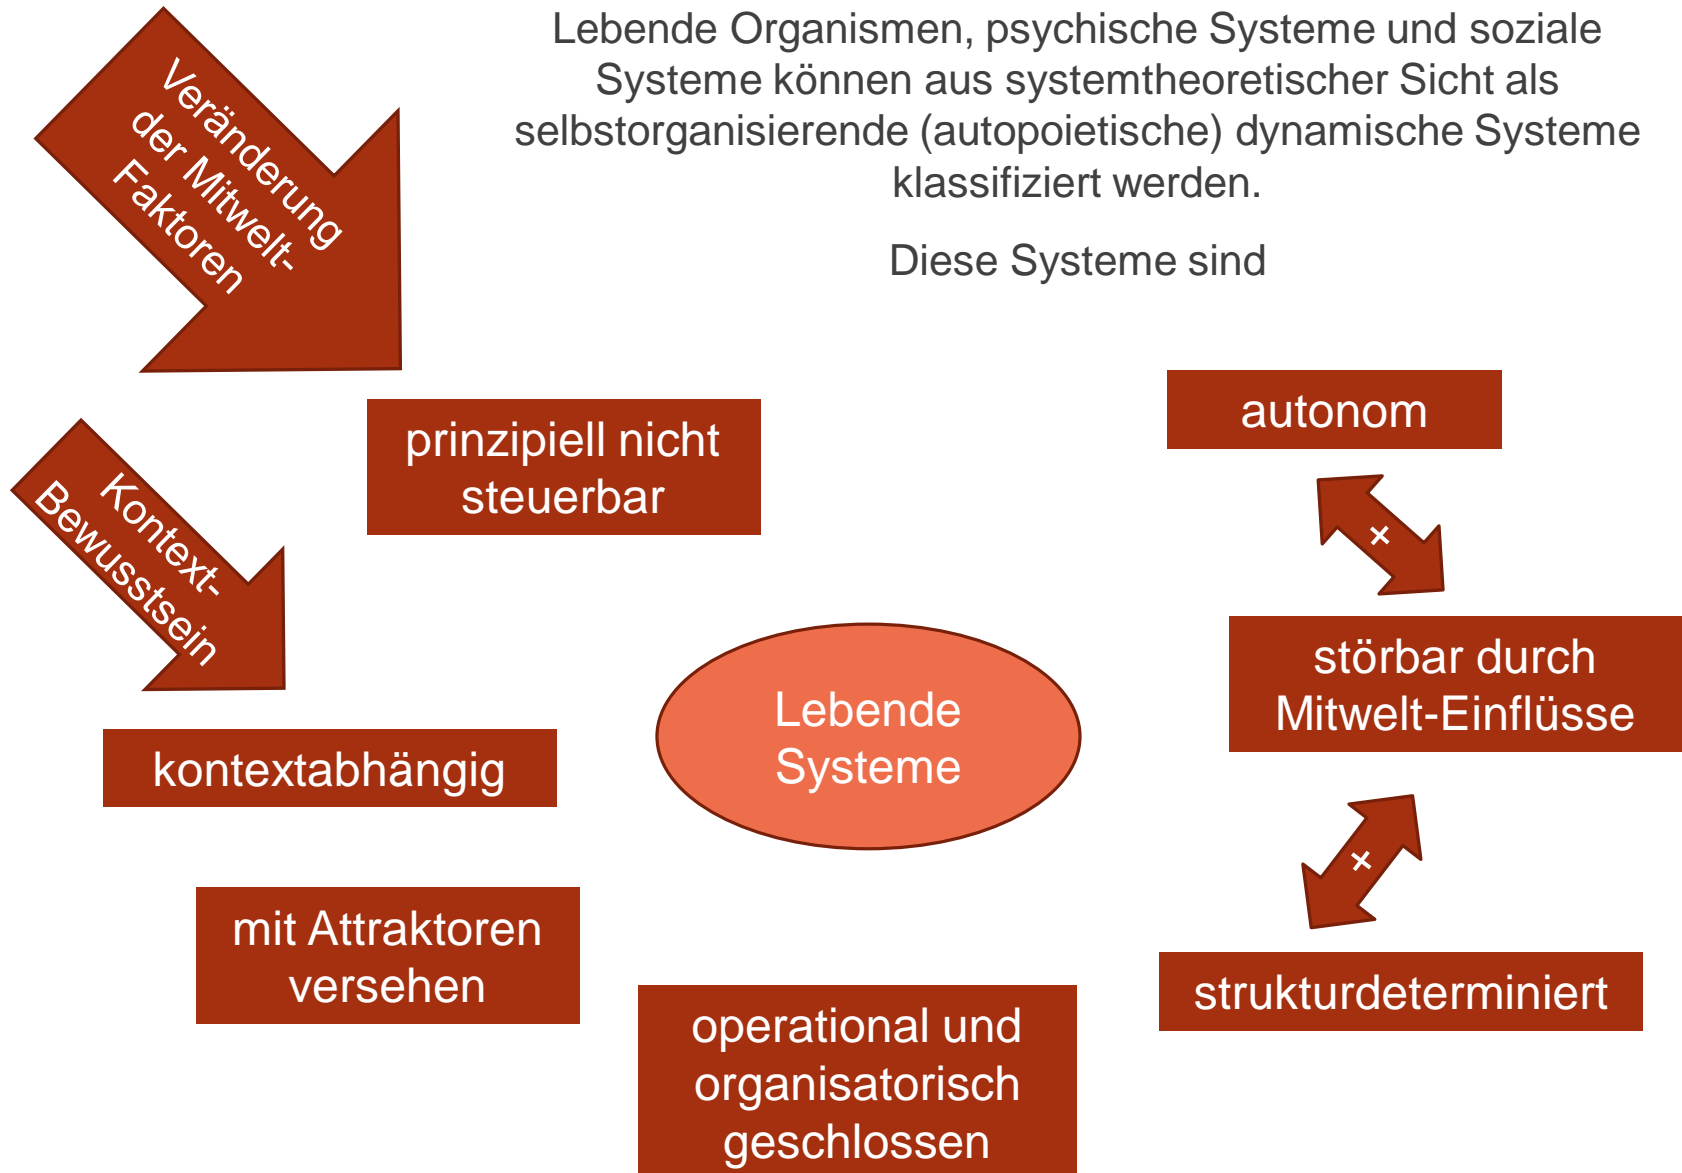 Lebende Organismen, psychische Systeme und soziale
Systeme können aus systemtheoretischer Sicht als
selbstorganisierende (autopoietische) dynamische Systeme
klassifiziert werden.
Diese Systeme sind
Veränderung
der Mitwelt-
Faktoren
prinzipiell nicht
steuerbar
autonom
+
Kontext-
Bewusstsein
störbar durch
Mitwelt-Einflüsse
kontextabhängig
Lebende
Systeme
+
mit Attraktoren
versehen
strukturdeterminiert
operational und
organisatorisch
geschlossen